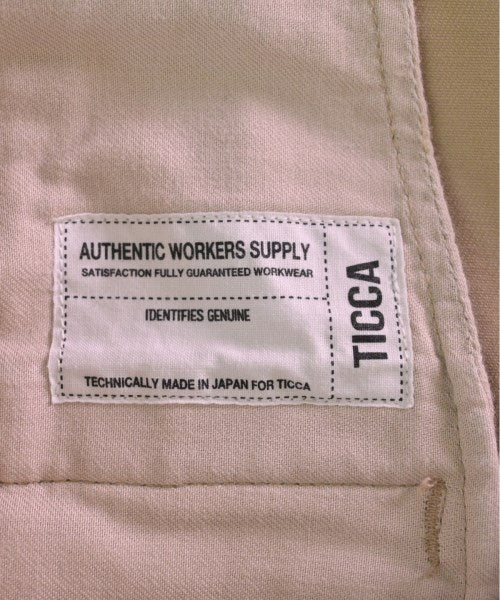 AUTHENTIC WORKERS SUPPLY
SATISFACTION FULLY GUARANTEED WORKWEAR
IDENTIFIES GENUINE
TECHNICALLY MADE IN JAPAN FOR TICCA
TICCA